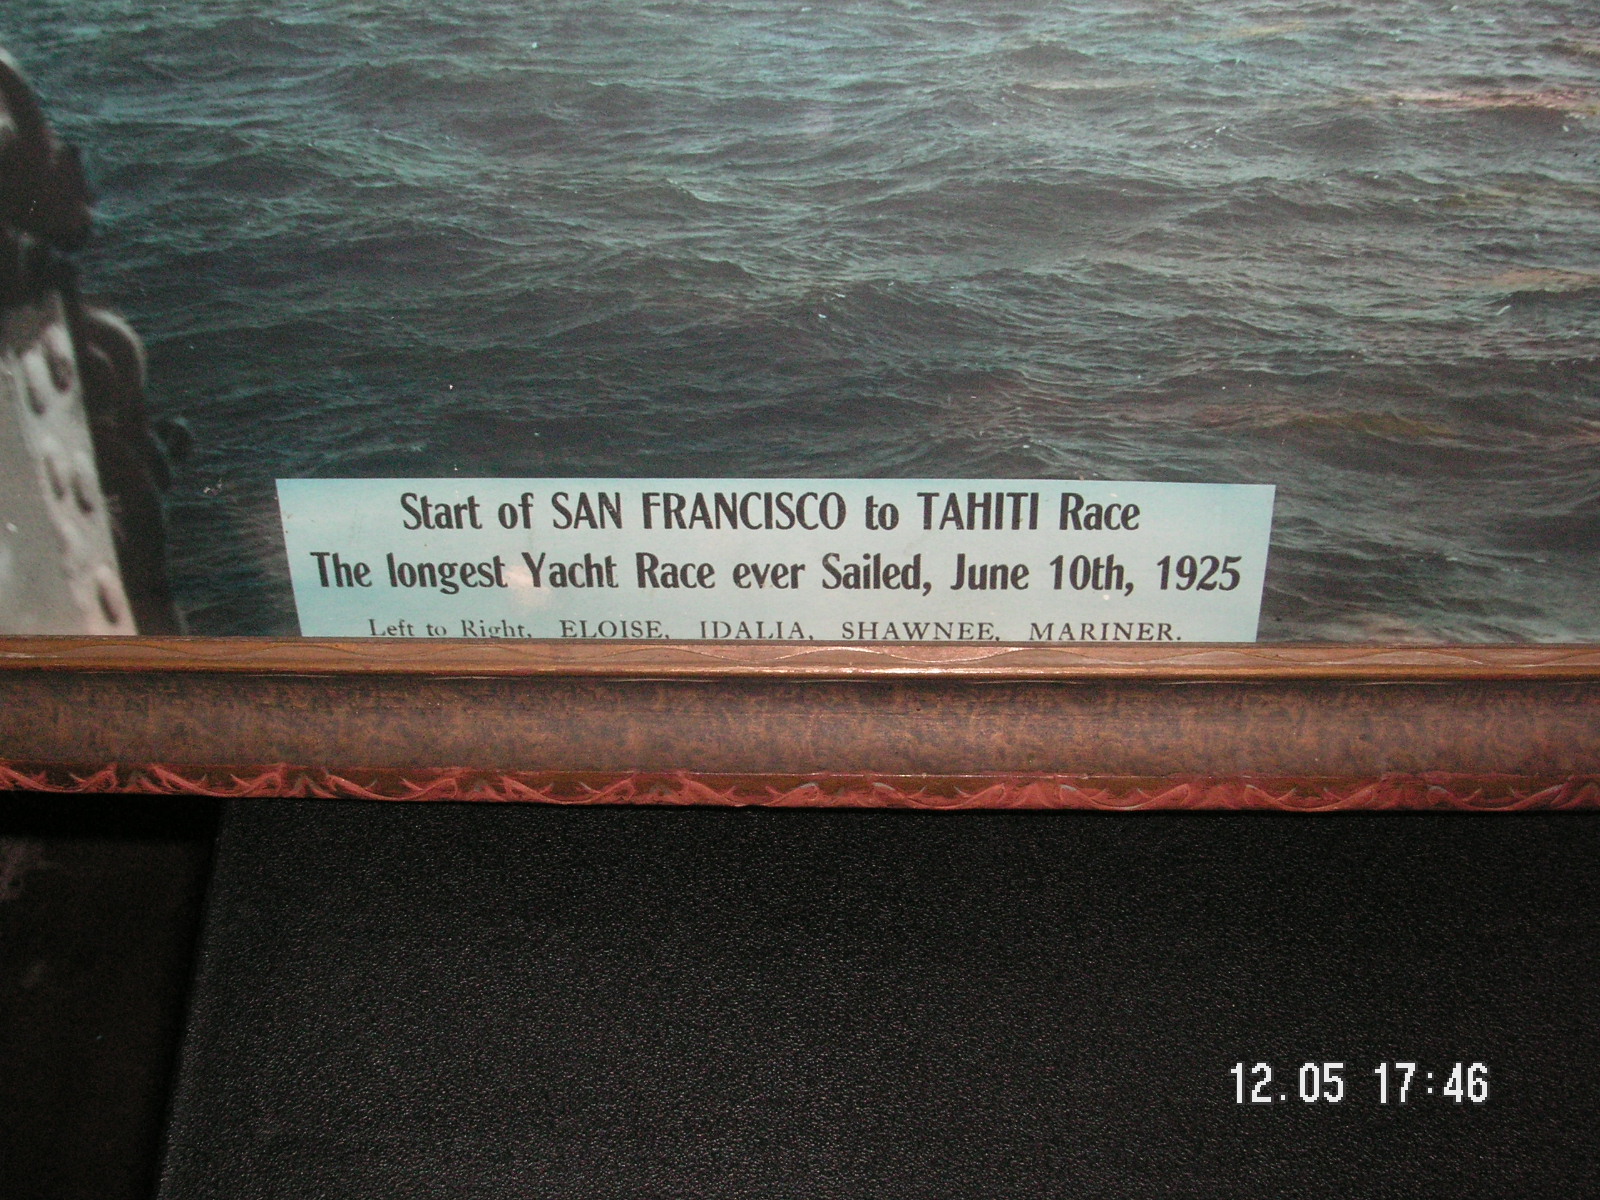 Start of SAN FRANCISCO to TAHITI Race
The longest Yacht Race ever Sailed, June 10th, 1925
Left to Right, ELOISE, IDALIA, SHAWNEE, MARINER.
12.05 17:46